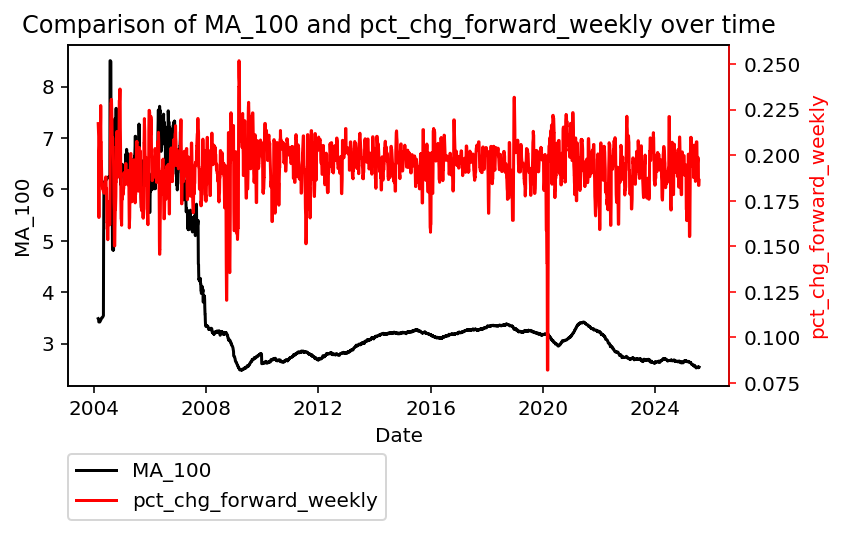 Comparison of MA_100 and pct_chg_forward_weekly over time
MA_100
8
7
6
5
4
3
0.250
0.225
0.200
0.175
0.150
0.125
0.100
0.075
pct_chg_forward_weekly
2004 2008 2012 2016 2020 2024
Date
MA_100
pct_chg_forward_weekly